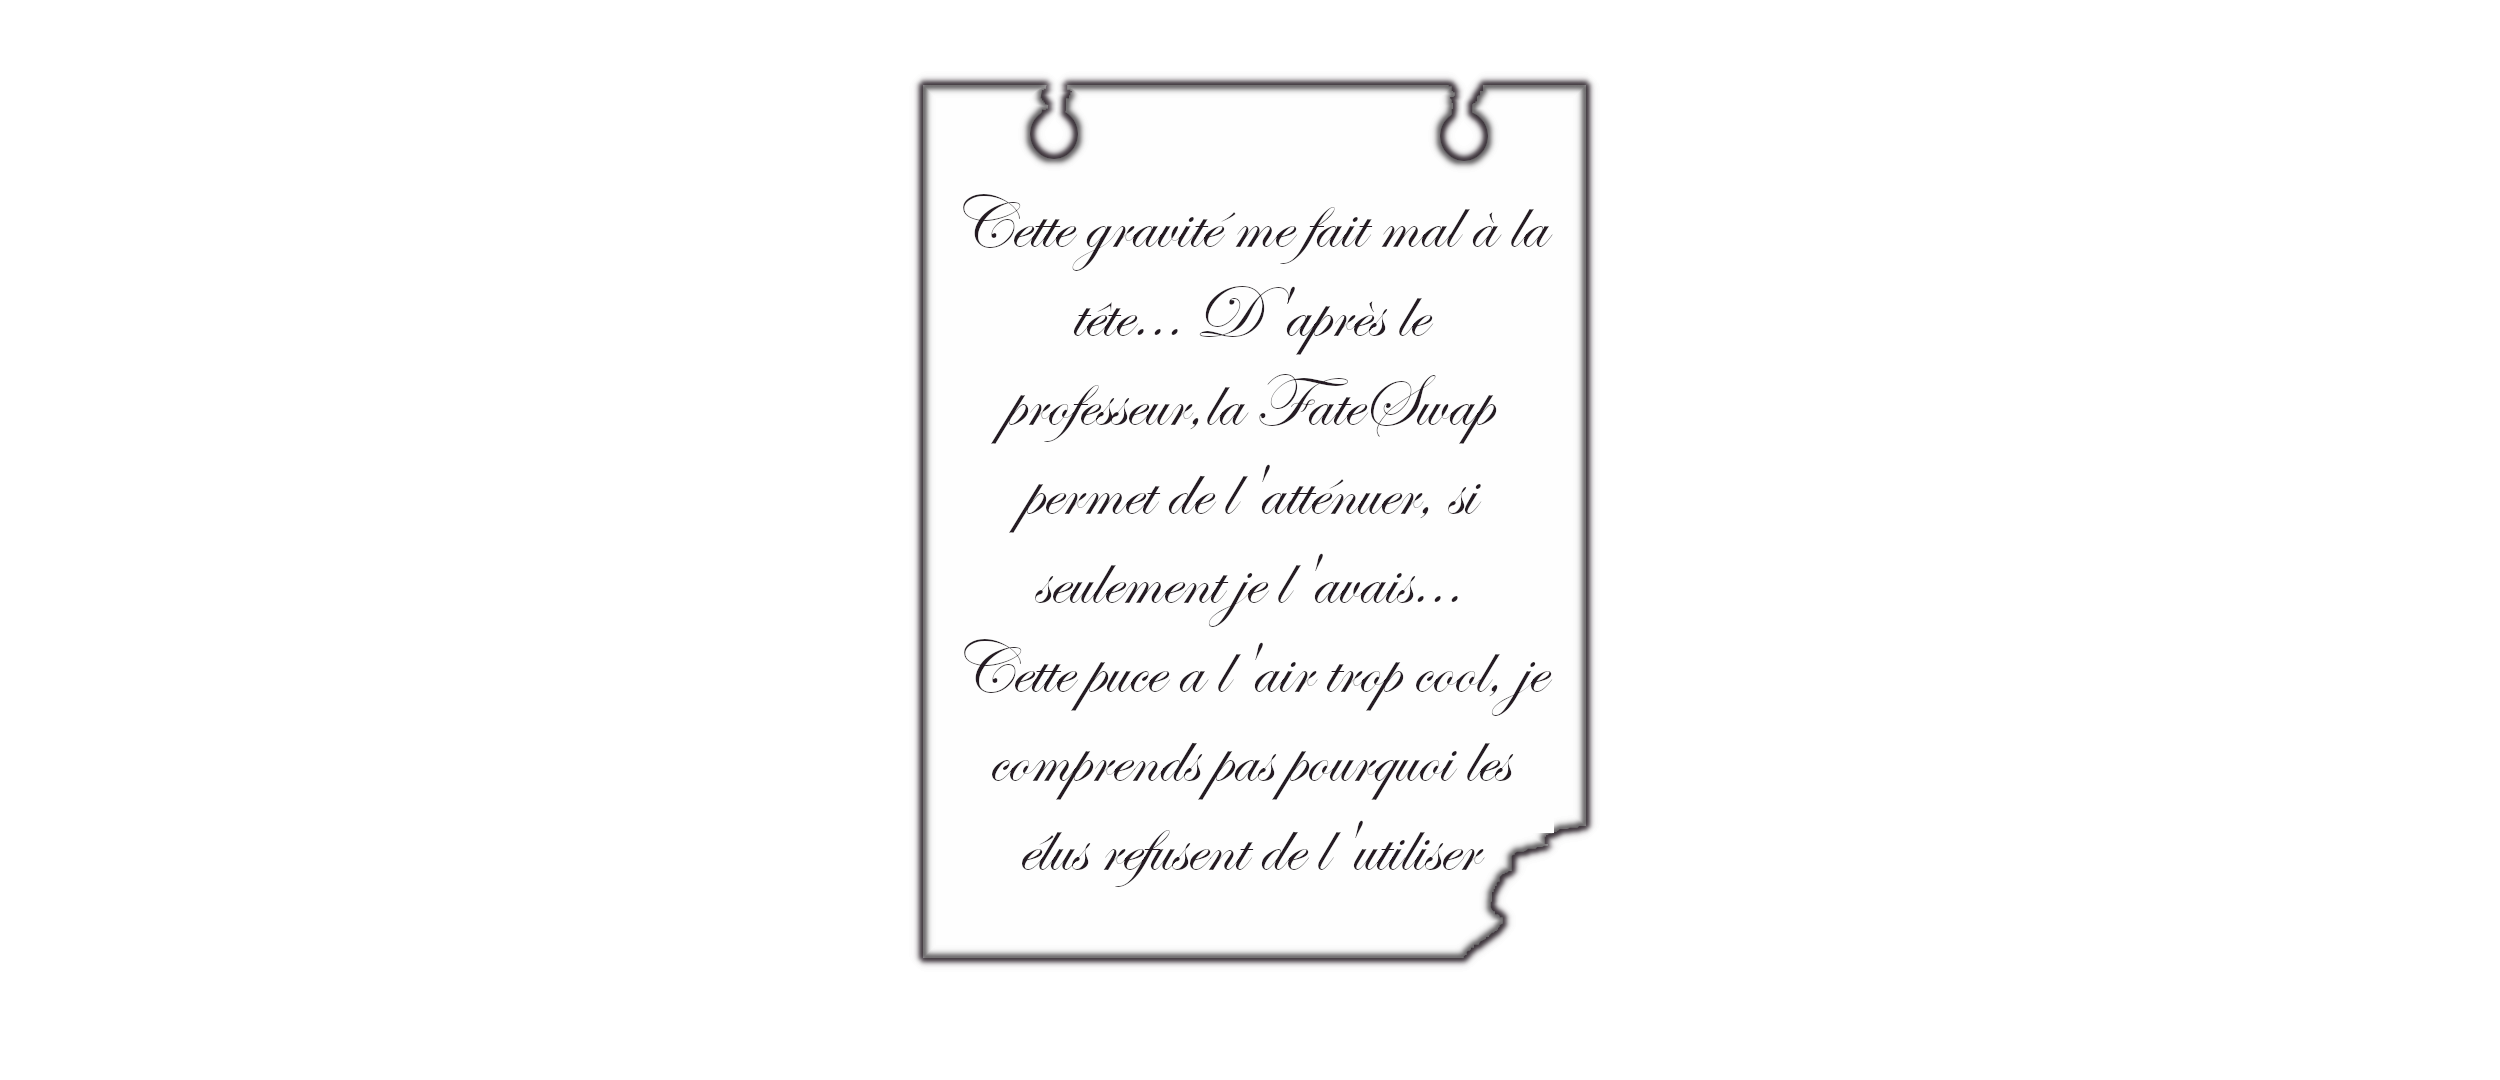 Cette gravité me fait mal à la
tête... D'après le
professeur, la FateSwap
permet de l'atténuer, si
seulement je l'avais...
Cette puce a l'air trop cool, je
comprends pas pourquoi les
élus refusent de l'utiliser